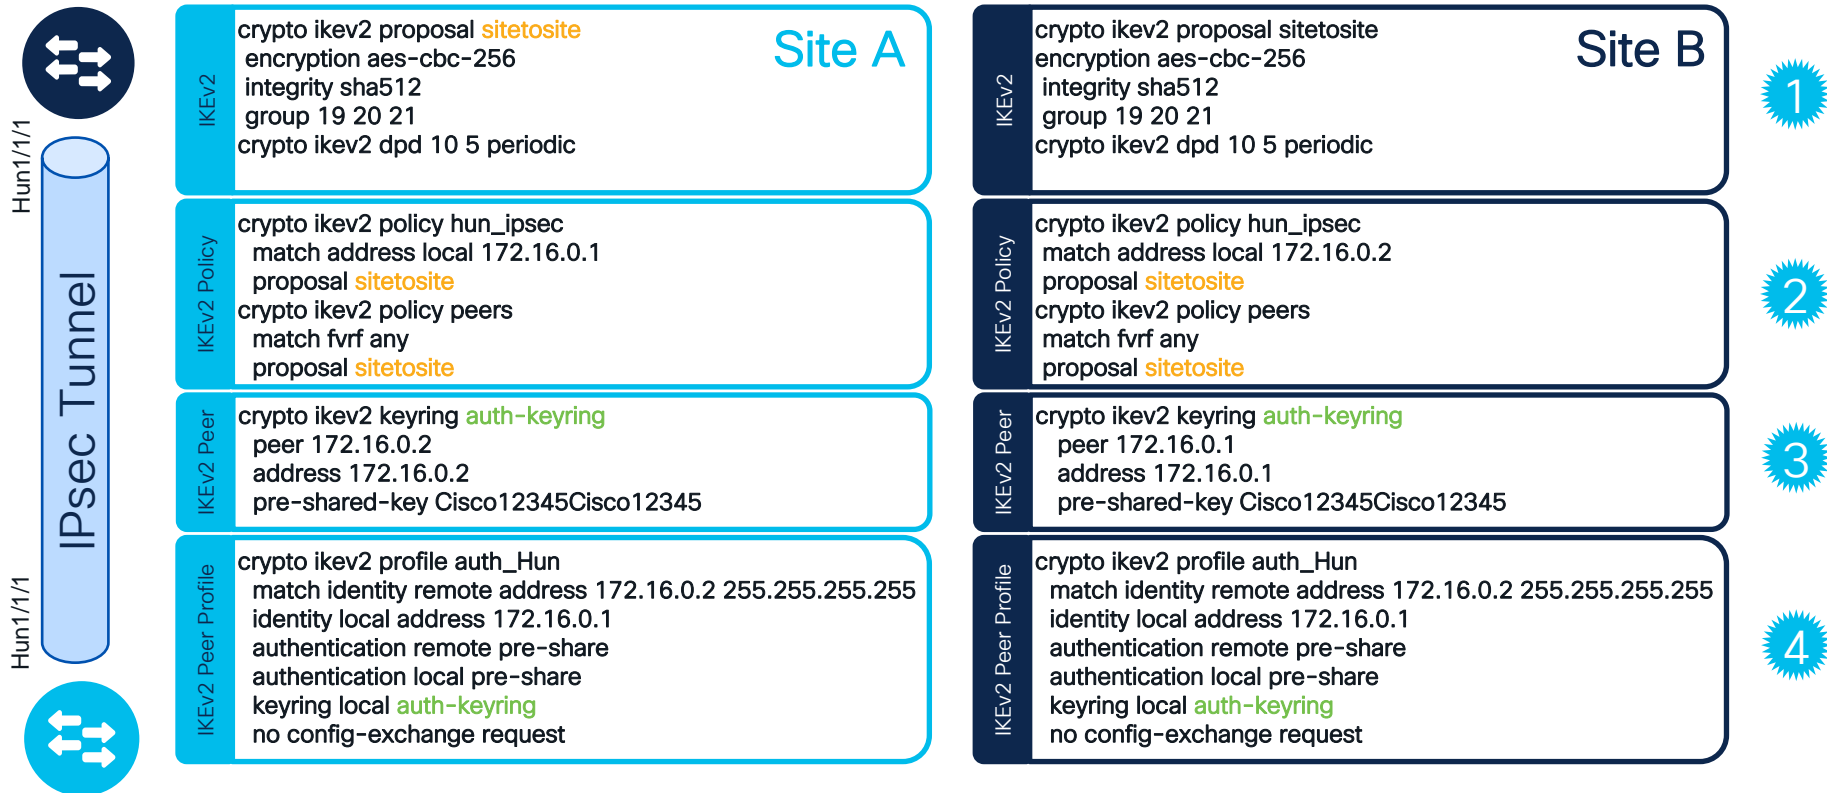 Hun1/1/1
IPsec Tunnel
Hun1/1/1
Site A
IKEv2
crypto ikev2 proposal sitetosite
encryption aes-cbc-256
integrity sha512
group 19 20 21
crypto ikev2 dpd 10 5 periodic
IKEv2 Policy
crypto ikev2 policy hun_ipsec
match address local 172.16.0.1
proposal sitetosite
crypto ikev2 policy peers
match fvrf any
proposal sitetosite
IKEv2 Peer
crypto ikev2 keyring auth-keyring
peer 172.16.0.2
address 172.16.0.2
pre-shared-key Cisco12345Cisco12345
IKEv2 Peer Profile
crypto ikev2 profile auth_Hun
match identity remote address 172.16.0.2 255.255.255.255
identity local address 172.16.0.1
authentication remote pre-share
authentication local pre-share
keyring local auth-keyring
no config-exchange request
Site B
IKEv2
crypto ikev2 proposal sitetosite
encryption aes-cbc-256
integrity sha512
group 19 20 21
crypto ikev2 dpd 10 5 periodic
IKEv2 Policy
crypto ikev2 policy hun_ipsec
match address local 172.16.0.2
proposal sitetosite
crypto ikev2 policy peers
match fvrf any
proposal sitetosite
IKEv2 Peer
crypto ikev2 keyring auth-keyring
peer 172.16.0.1
address 172.16.0.1
pre-shared-key Cisco12345Cisco12345
IKEv2 Peer Profile
crypto ikev2 profile auth_Hun
match identity remote address 172.16.0.2 255.255.255.255
identity local address 172.16.0.1
authentication remote pre-share
authentication local pre-share
keyring local auth-keyring
no config-exchange request
1
2
3
4